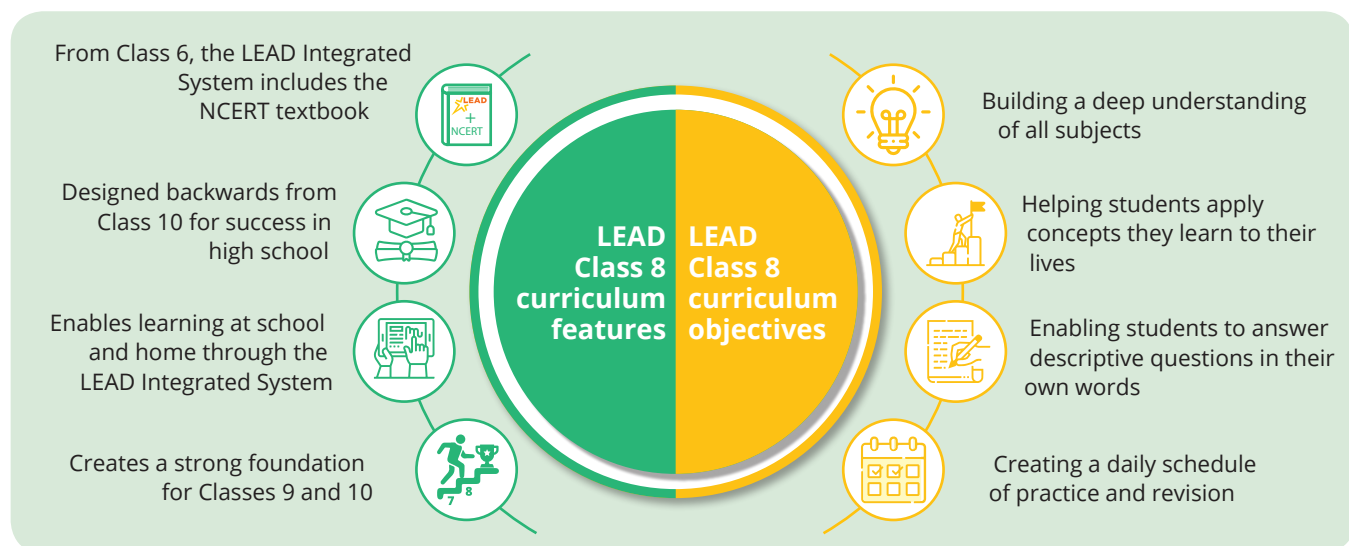 From Class 6, the LEAD Integrated
System includes the
NCERT textbook
LEAD
+
NCERT
Designed backwards from
Class 10 for success in
high school
Enables learning at school
and home through the
LEAD Integrated System
Creates a strong foundation
for Classes 9 and 10
7
8
LEAD
Class 8
curriculum
features
LEAD
Class 8
curriculum
objectives
Building a deep understanding
of all subjects
Helping students apply
concepts they learn to their
lives
Enabling students to answer
descriptive questions in their
own words
Creating a daily schedule
of practice and revision